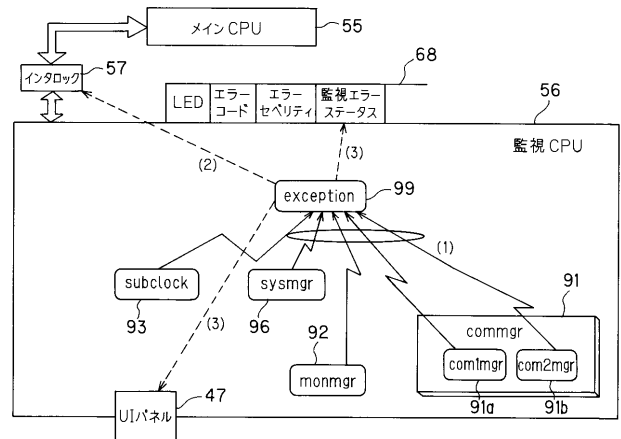 メインCPU
55
57
インタロック
68
LED
エラー
コード
エラー
セベリティ
監視エラー
ステータス
56
監視CPU
(2)
(3)
exception
99
(1)
subclock
93
(3)
sysmgr
96
92
monmgr
91
commgr
com1mgr
com2mgr
91a
91b
47
UIパネル